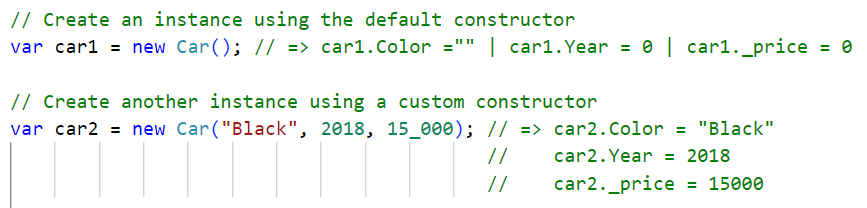 // Create an instance using the default constructor
var car1 = new Car(); // => car1.Color ="" | car1.Year = 0 | car1._price = 0
// Create another instance using a custom constructor
var car2 = new Car("Black", 2018, 15_000); // => car2.Color = "Black"
//    car2.Year = 2018
//    car2._price = 15000